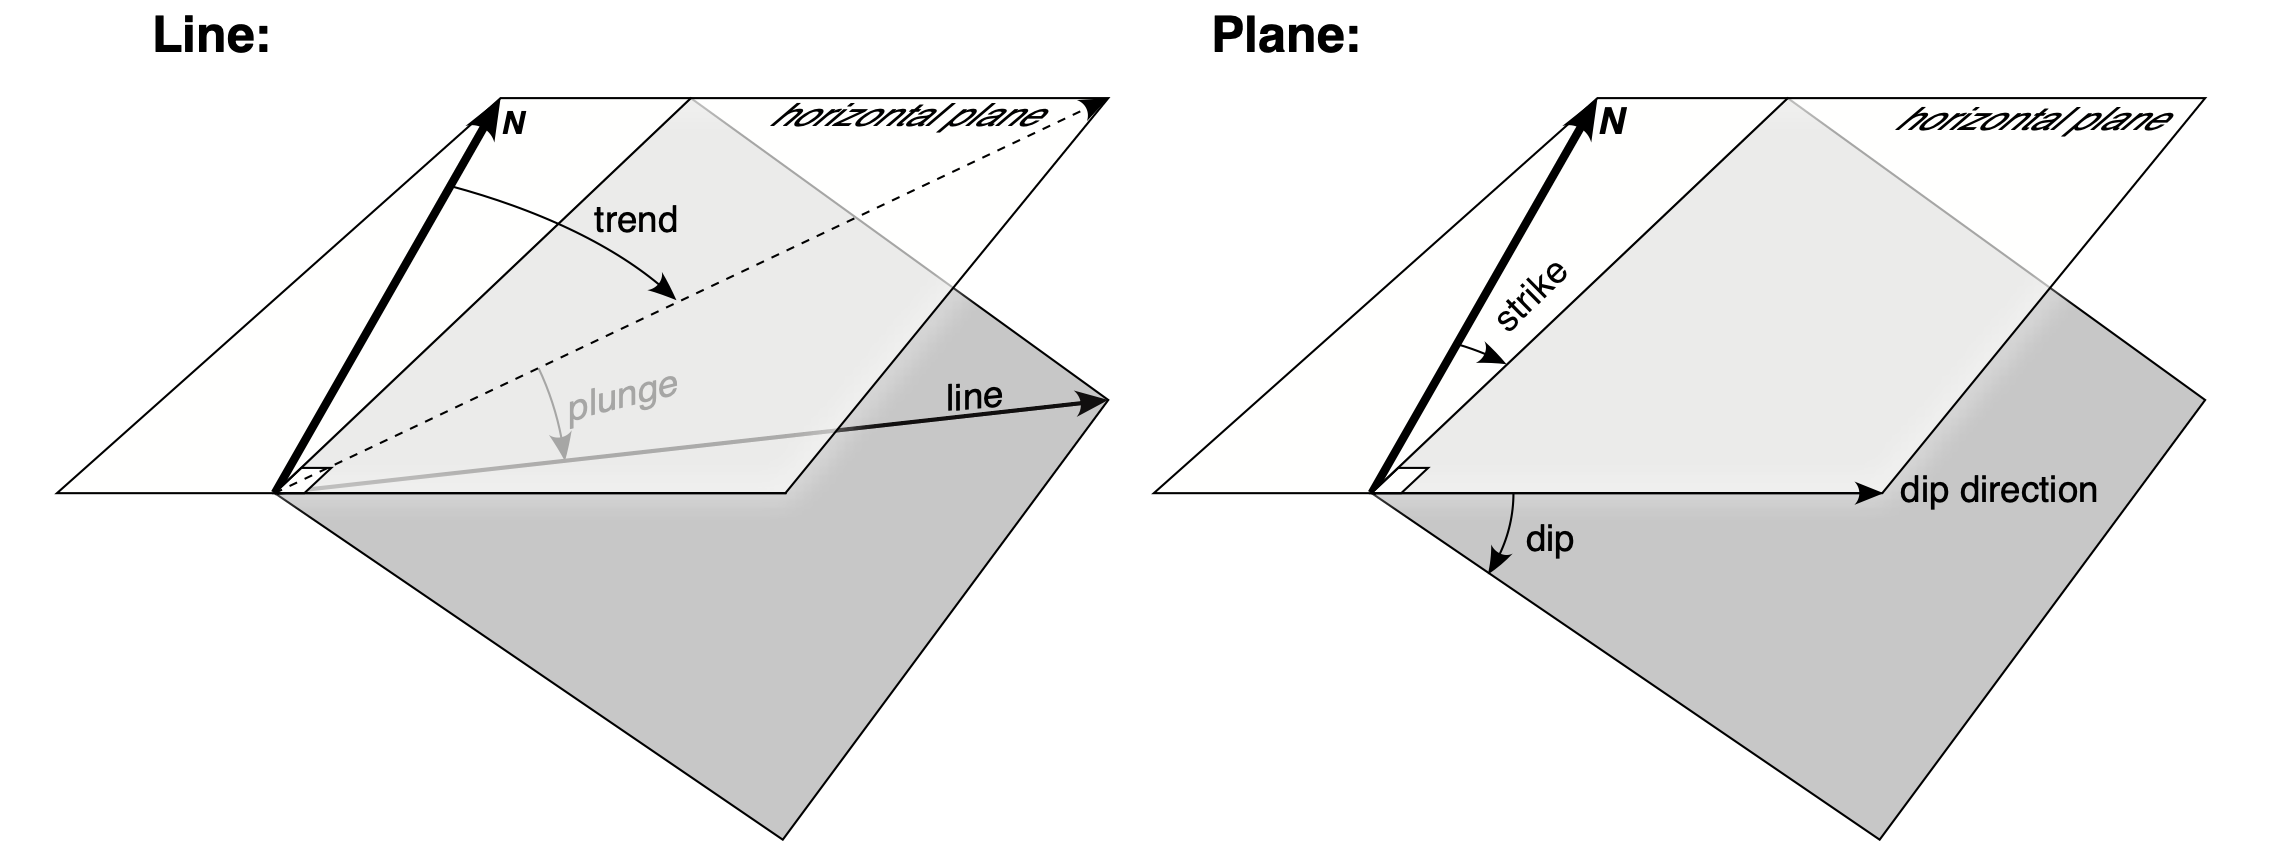 Line:
N
horizontal plane
trend
plunge
line
Plane:
N
horizontal plane
strike
dip direction
dip